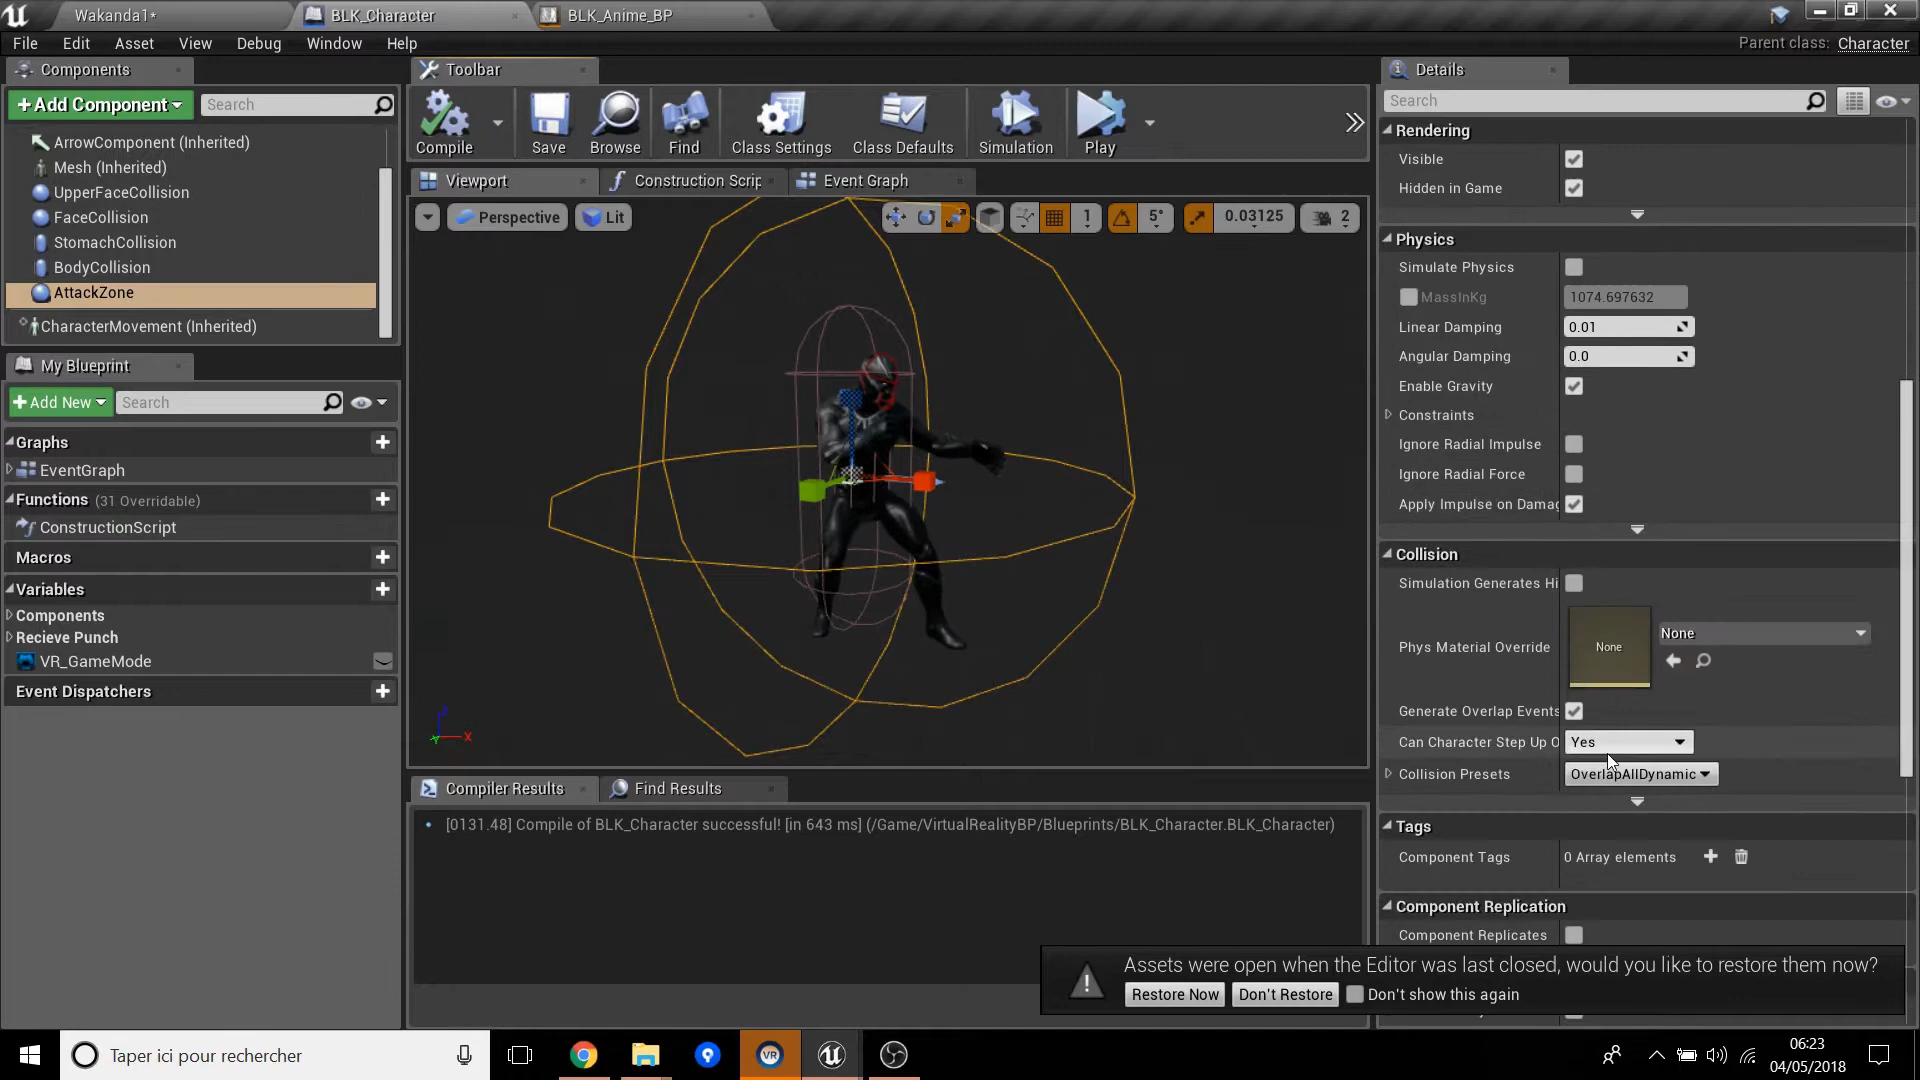 Wakanda1*
BLK_Character
BLK_Anime_BP
File Edit Asset View Debug Window Help
Parent class: Character
Components
Toolbar
Details
+Add Component
Search
Search
ArrowComponent (Inherited)
Mesh (Inherited)
UpperFaceCollision
FaceCollision
StomachCollision
BodyCollision
AttackZone
CharacterMovement (Inherited)
Compile
Save
Browse
Find
Class Settings
Class Defaults
Simulation
Play
Viewport
Construction Scrip
Event Graph
Perspective
Lit
1
5°
0.03125
2
My Blueprint
+Add New
Search
Graphs
EventGraph
Functions (31 Overridable)
ConstructionScript
Macros
Variables
Components
Recieve Punch
VR_GameMode
Event Dispatchers
Z
Y
X
Compiler Results
Find Results
[0131.48] Compile of BLK_Character successful! [in 643 ms] (/Game/VirtualRealityBP/Blueprints/BLK_Character.BLK_Character)
Rendering
Visible
Hidden in Game
Physics
Simulate Physics
MassInKg 1074.697632
Linear Damping 0.01
Angular Damping 0.0
Enable Gravity
Constraints
Ignore Radial Impulse
Ignore Radial Force
Apply Impulse on Damag
Collision
Simulation Generates Hi
Phys Material Override
None
None
Generate Overlap Events
Can Character Step Up O Yes
Collision Presets OverlapAllDynamic
Tags
Component Tags 0 Array elements
Component Replication
Component Replicates
Assets were open when the Editor was last closed, would you like to restore them now?
Restore Now Don't Restore Don't show this again
Taper ici pour rechercher
VR
06:23
04/05/2018